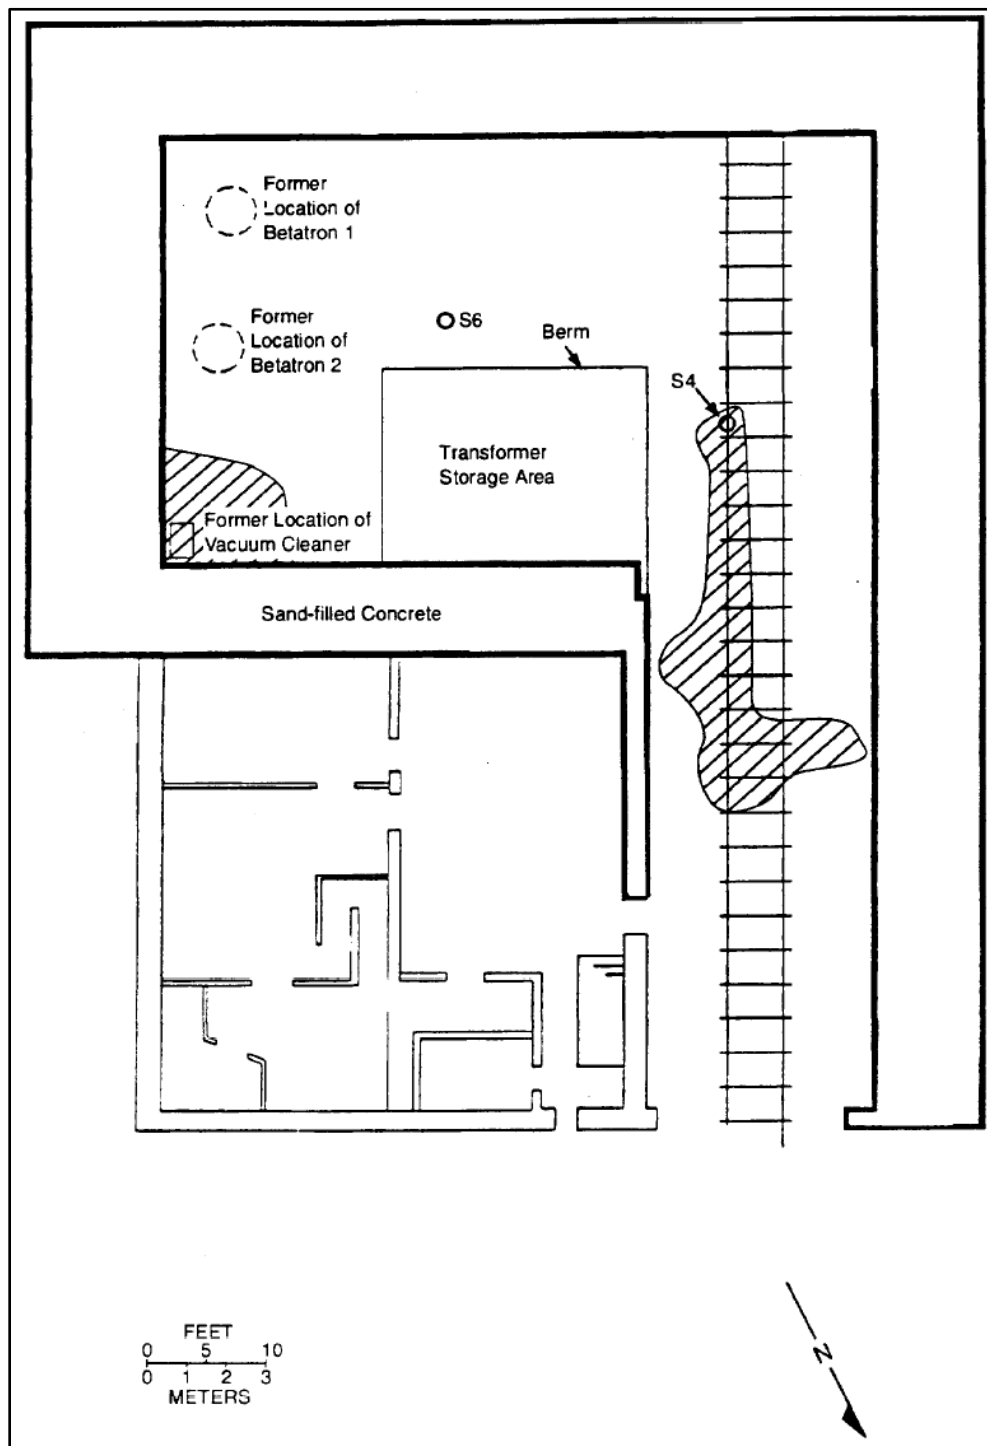 Former
Location of
Betatron 1
Former
Location of
Betatron 2
S6
Berm
S4
Transformer
Storage Area
Former Location of
Vacuum Cleaner
Sand-filled Concrete
FEET
0 5 10
0 1 2 3
METERS
N